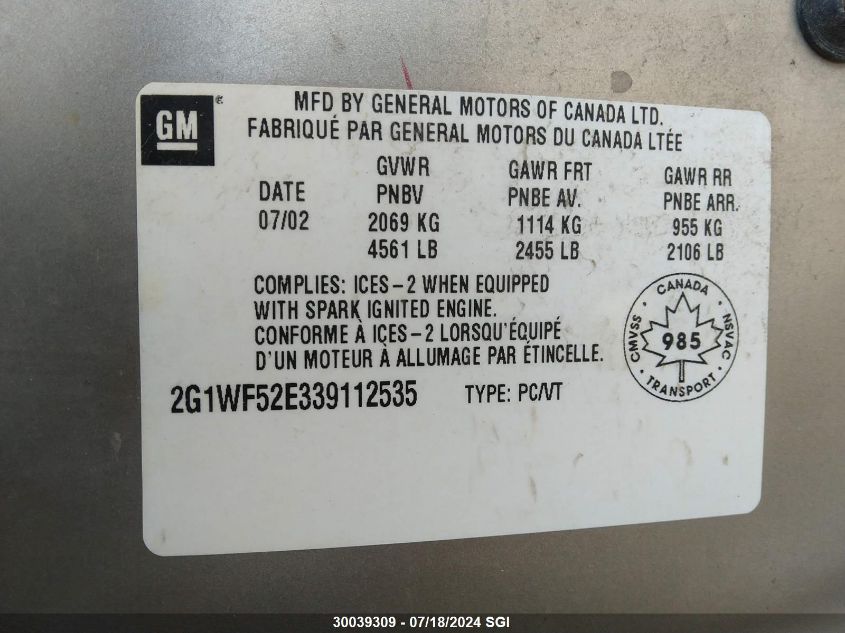 GM
MFD BY GENERAL MOTORS OF CANADA LTD.
FABRIQUÉ PAR GENERAL MOTORS DU CANADA LTÉE
GVWR GAWR FRT GAWR RR
DATE PNBV PNBE AV. PNBE ARR.
07/02 2069 KG 1114 KG 955 KG
4561 LB 2455 LB 2106 LB
COMPLIES: ICES-2 WHEN EQUIPPED
WITH SPARK IGNITED ENGINE.
CONFORME À ICES-2 LORSQU'ÉQUIPÉ
D'UN MOTEUR À ALLUMAGE PAR ÉTINCELLE.
CANADA
CMVSS 985 NSVAC
TRANSPORT
2G1WF52E339112535 TYPE: PC/VT
30039309 - 07/18/2024 SGI